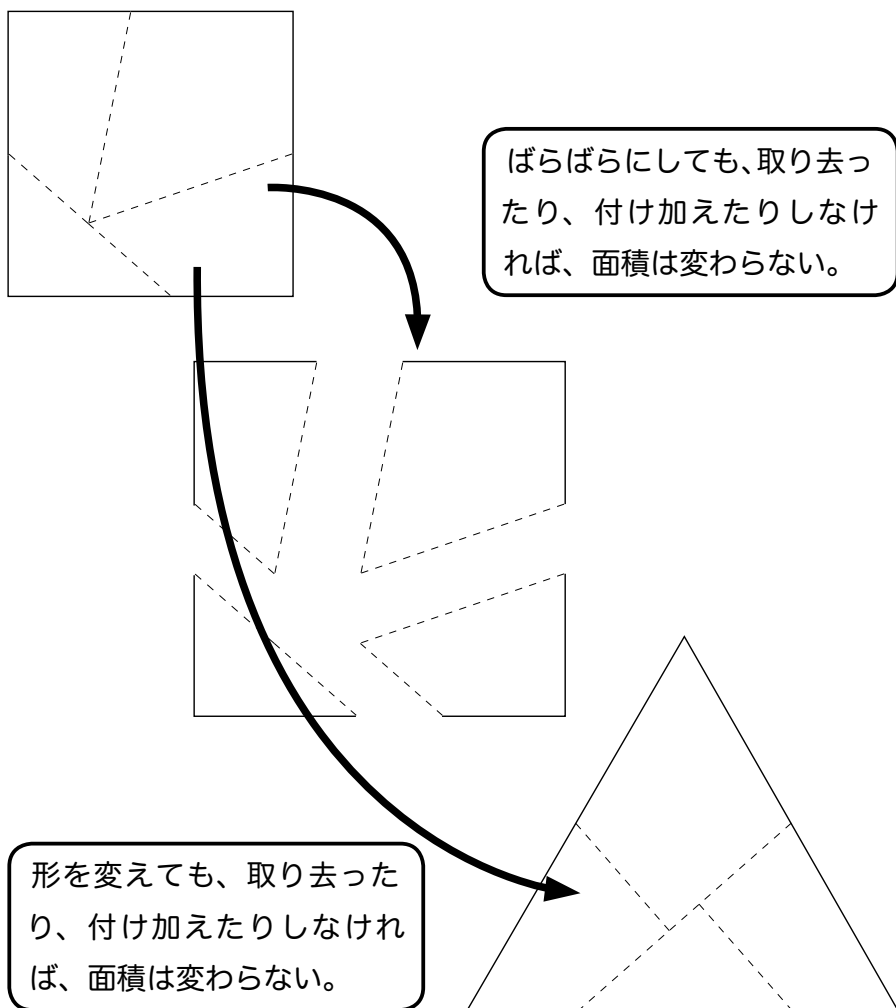 ばらばらにしても、取り去っ
たり、付け加えたりしなけ
れば、面積は変わらない。
形を変えても、取り去った
り、付け加えたりしなけれ
ば、面積は変わらない。